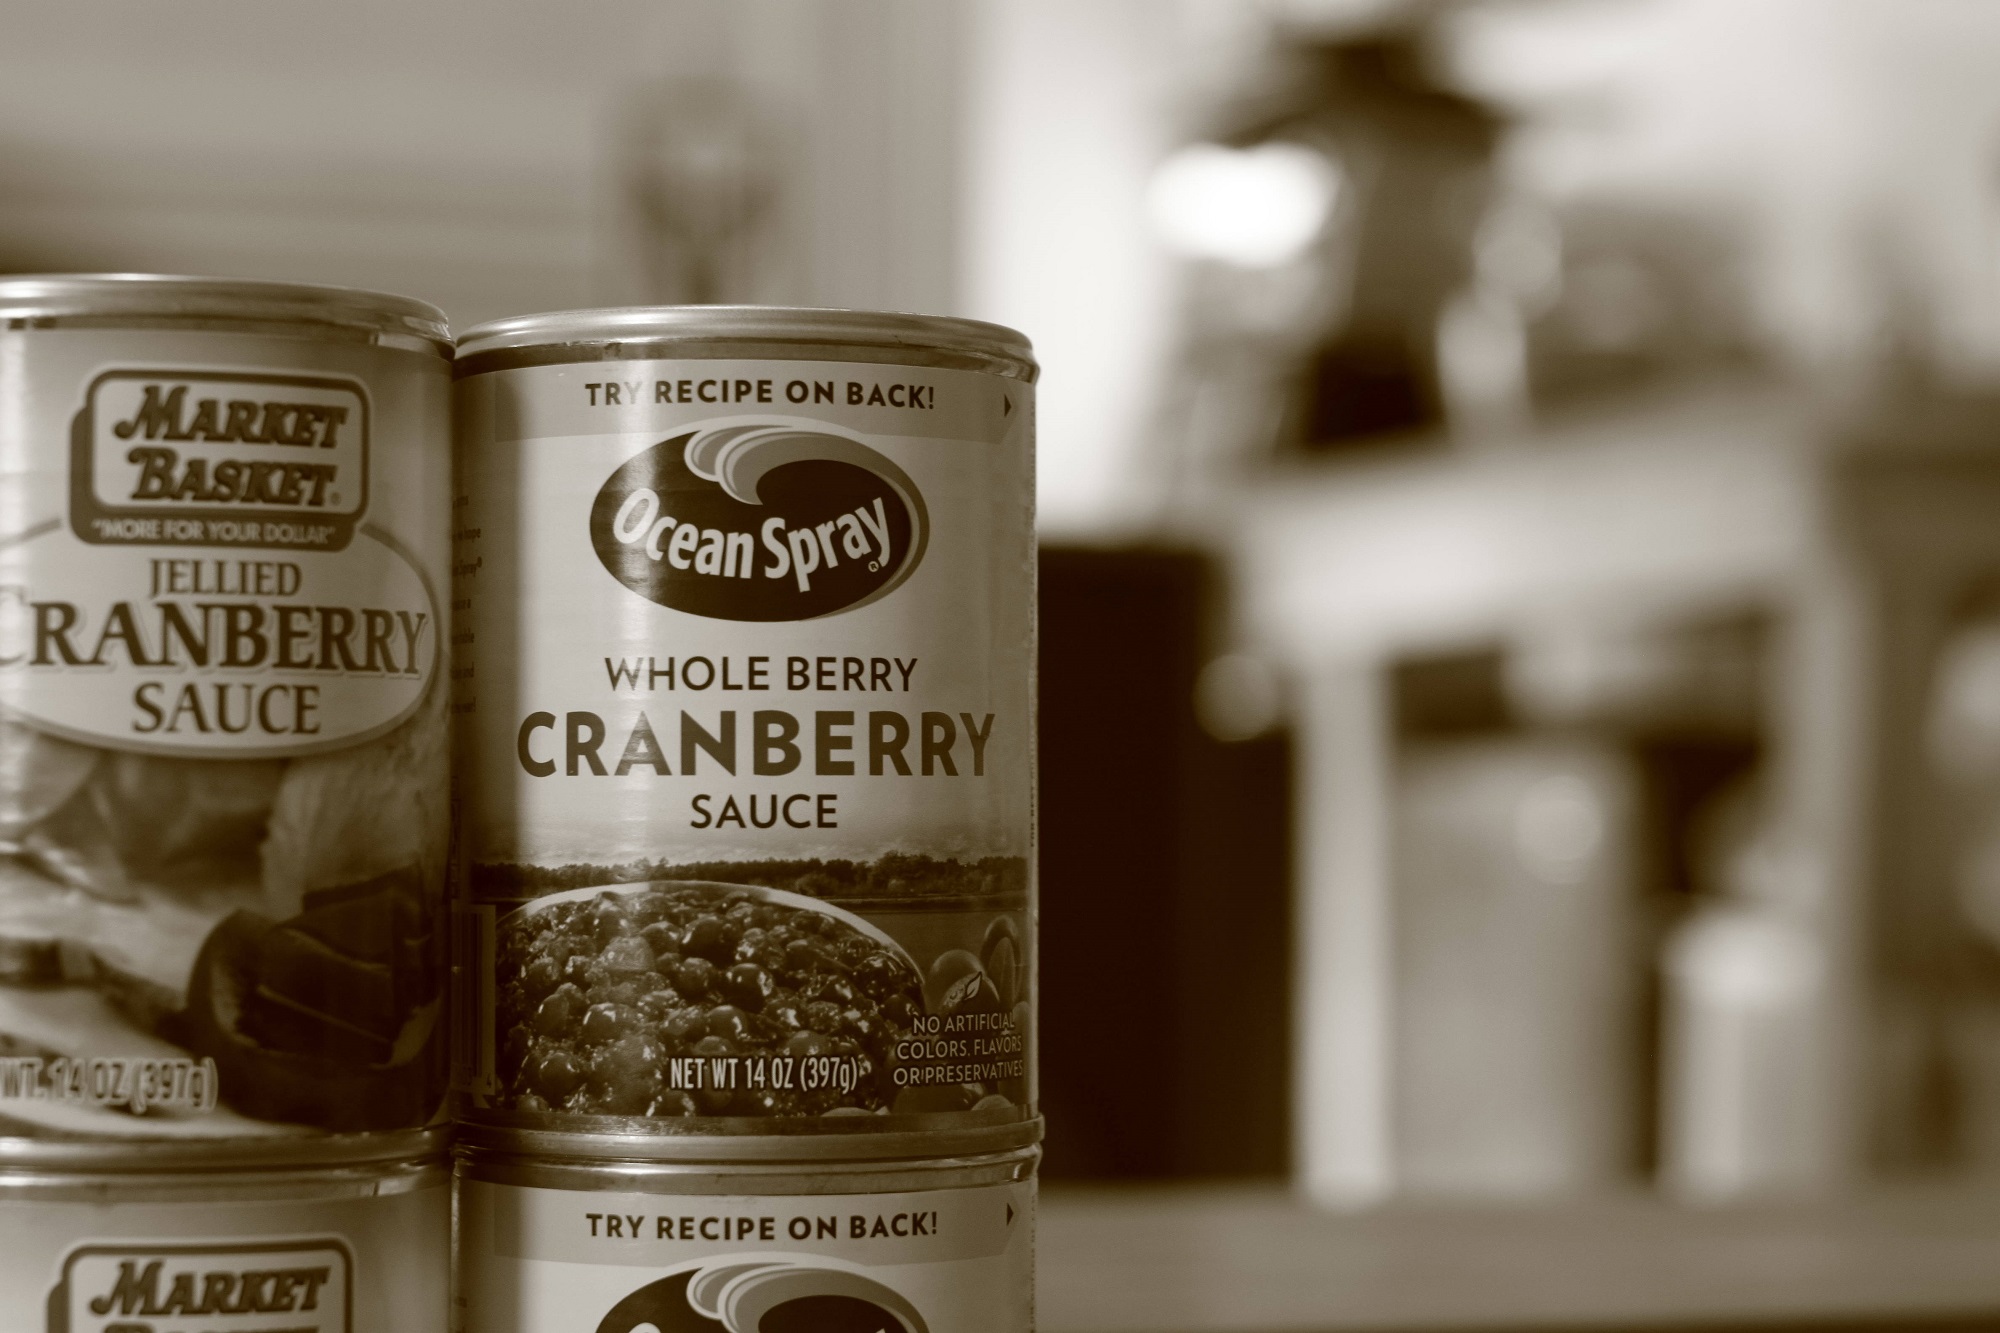 MARKET
BASKET®
"MORE FOR YOUR DOLLAR"
JELLIED
CRANBERRY
SAUCE
WT. 14 OZ (397g)
MARKET
TRY RECIPE ON BACK!
Ocean Spray®
WHOLE BERRY
CRANBERRY
SAUCE
NET WT 14 OZ (397g)
NO ARTIFICIAL
COLORS, FLAVORS
OR PRESERVATIVES
TRY RECIPE ON BACK!